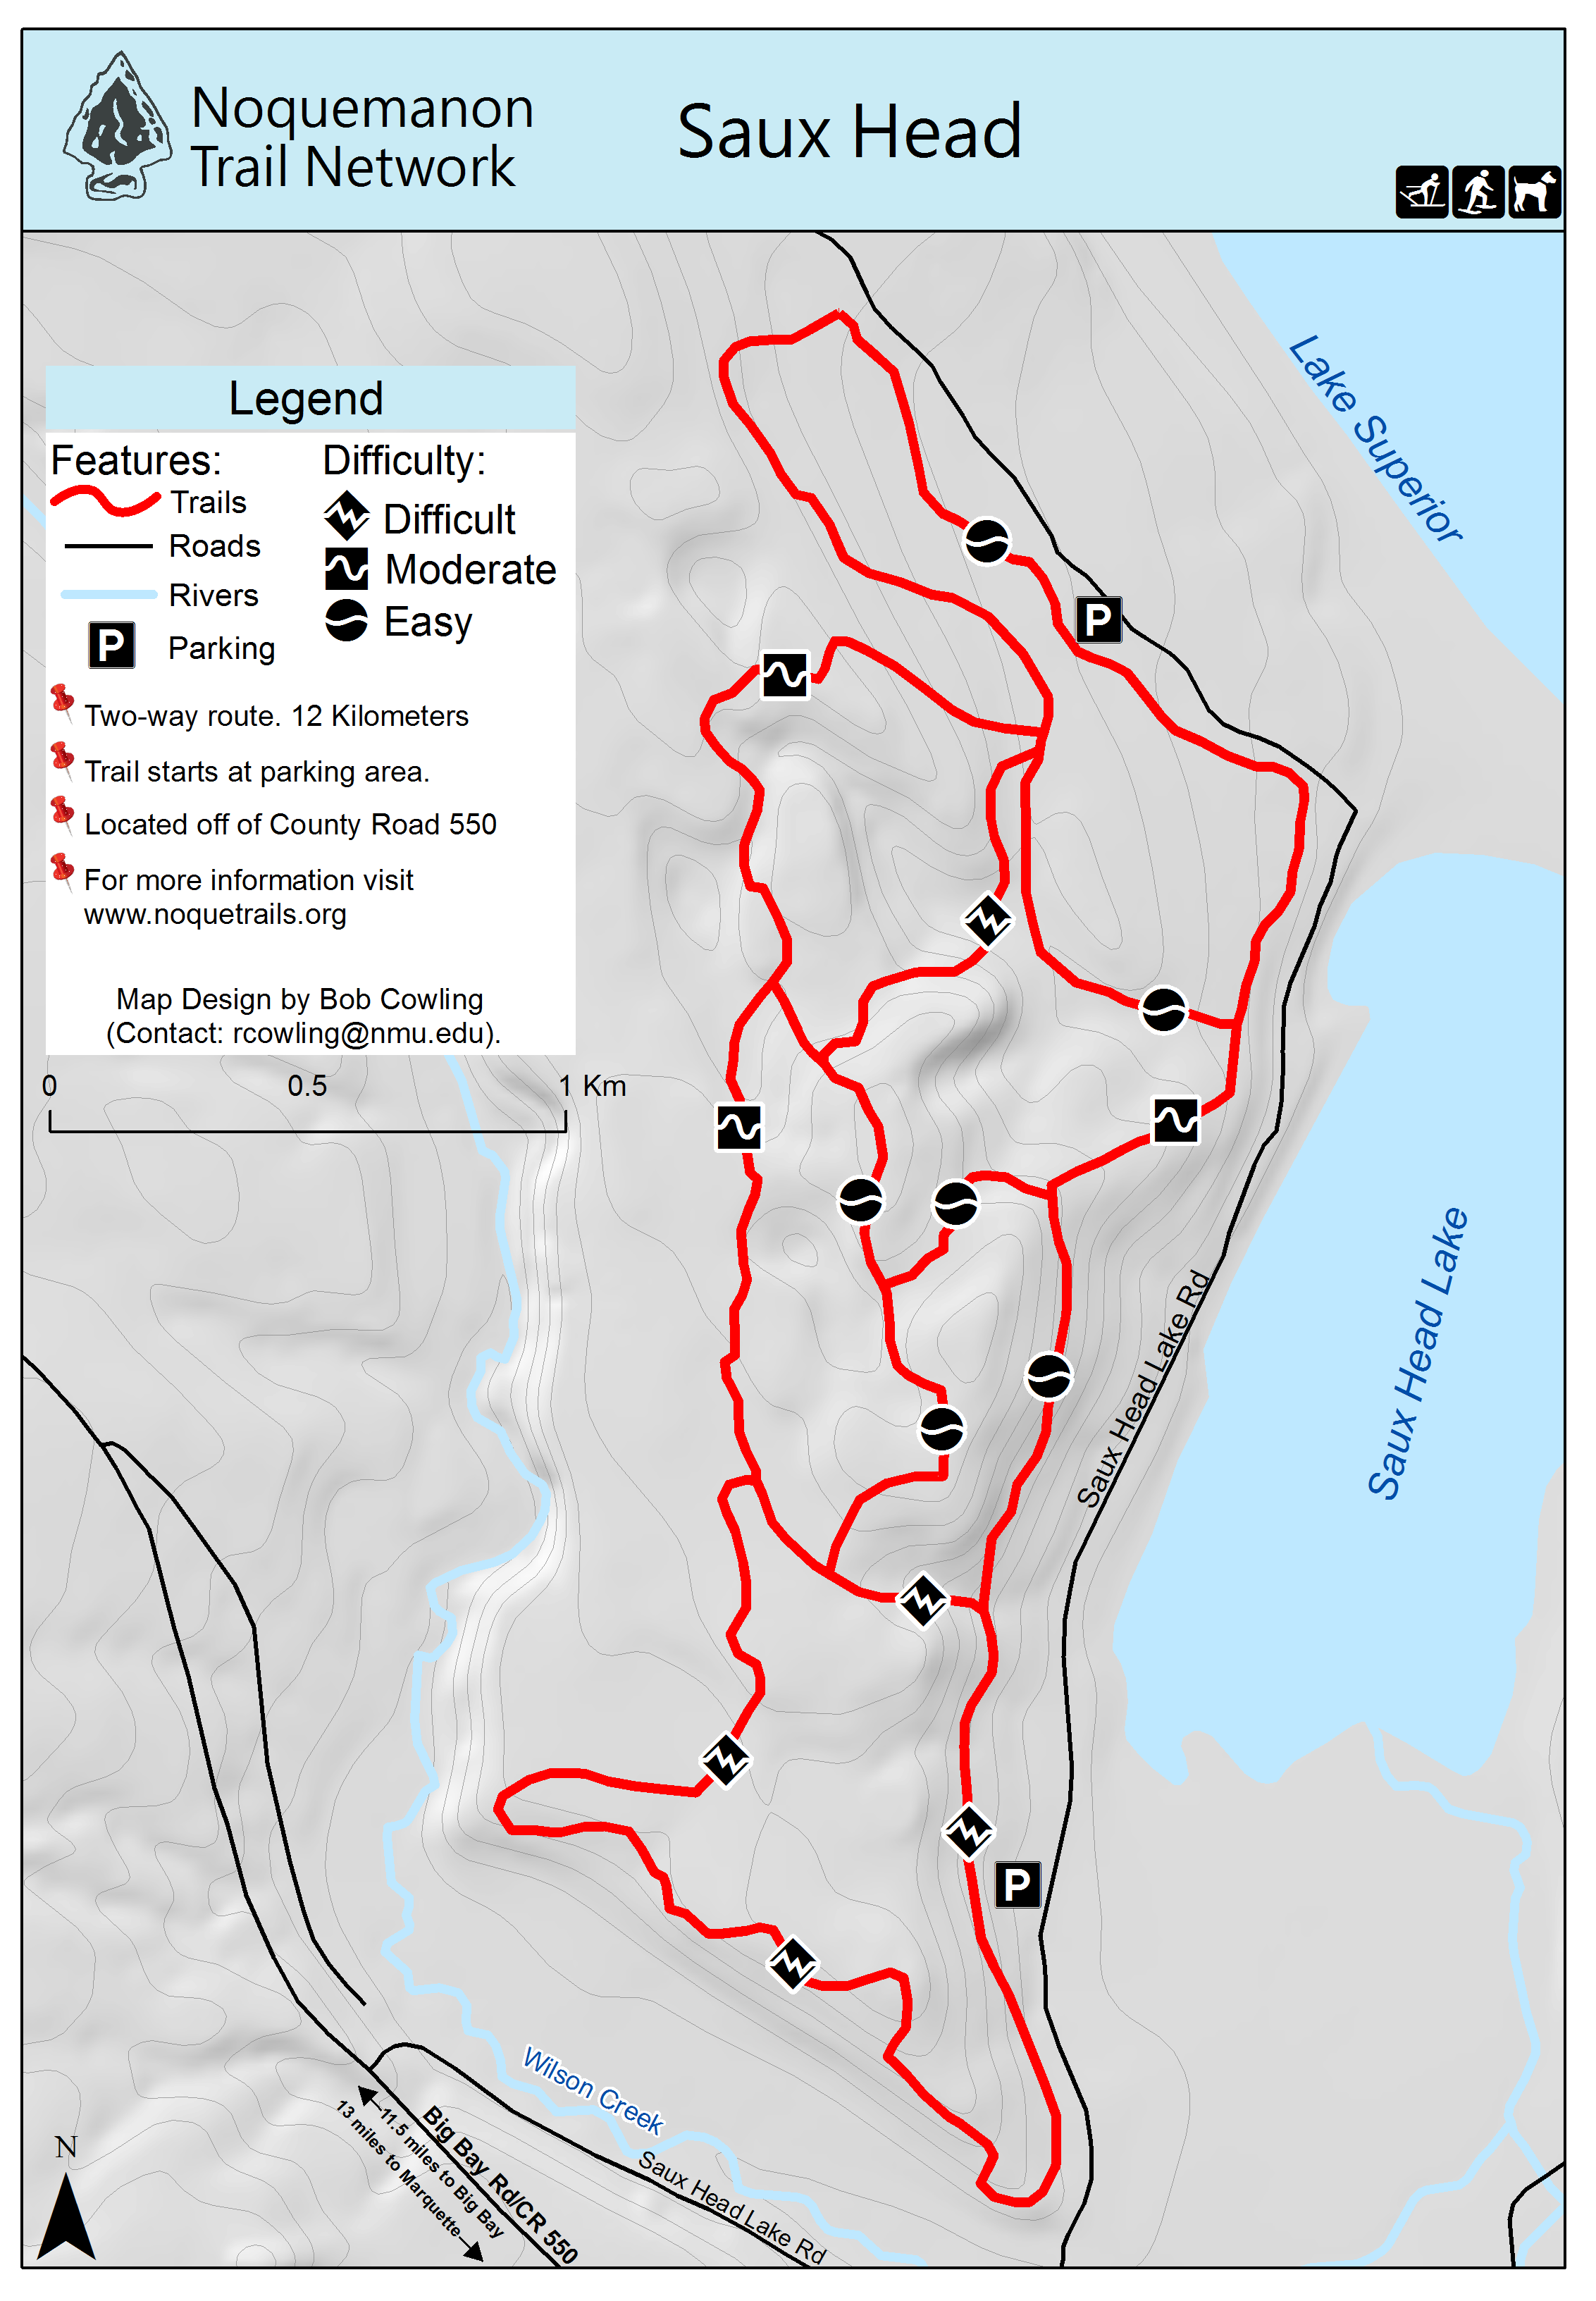 Noquemanon
Trail Network
Saux Head
Legend
Features:
Trails
Roads
Rivers
P
Parking
Difficulty:
Difficult
Moderate
Easy
Two-way route. 12 Kilometers
Trail starts at parking area.
Located off of County Road 550
For more information visit
www.noquetrails.org
Map Design by Bob Cowling
(Contact: rcowling@nmu.edu).
0 0.5 1 Km
Lake Superior
P
Saux Head Lake
Saux Head Lake Rd
P
Wilson Creek
Saux Head Lake Rd
Big Bay Rd/CR 550
11.5 miles to Big Bay
13 miles to Marquette
N